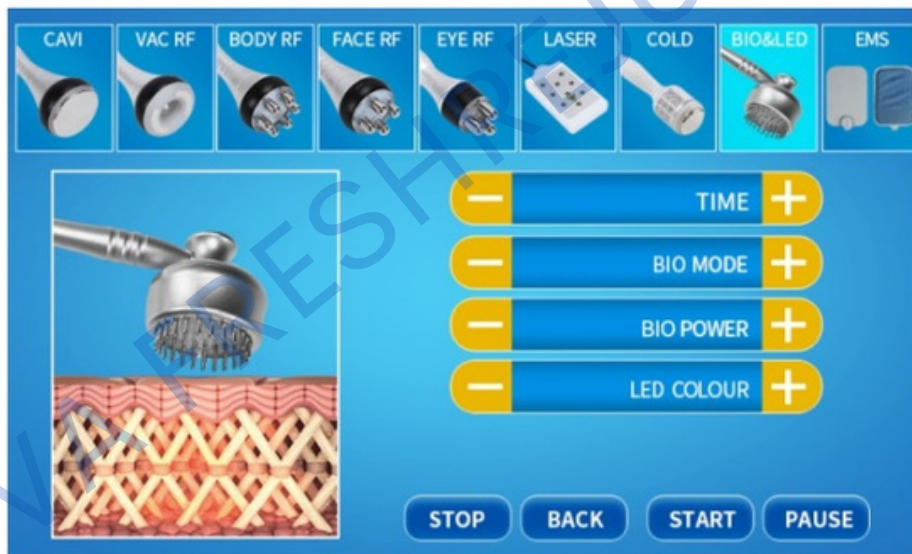 CAVI
VAC RF
BODY RF
FACE RF
EYE RF
LASER
COLD
BIO&LED
EMS
TIME
BIO MODE
BIO POWER
LED COLOUR
STOP
BACK
START
PAUSE